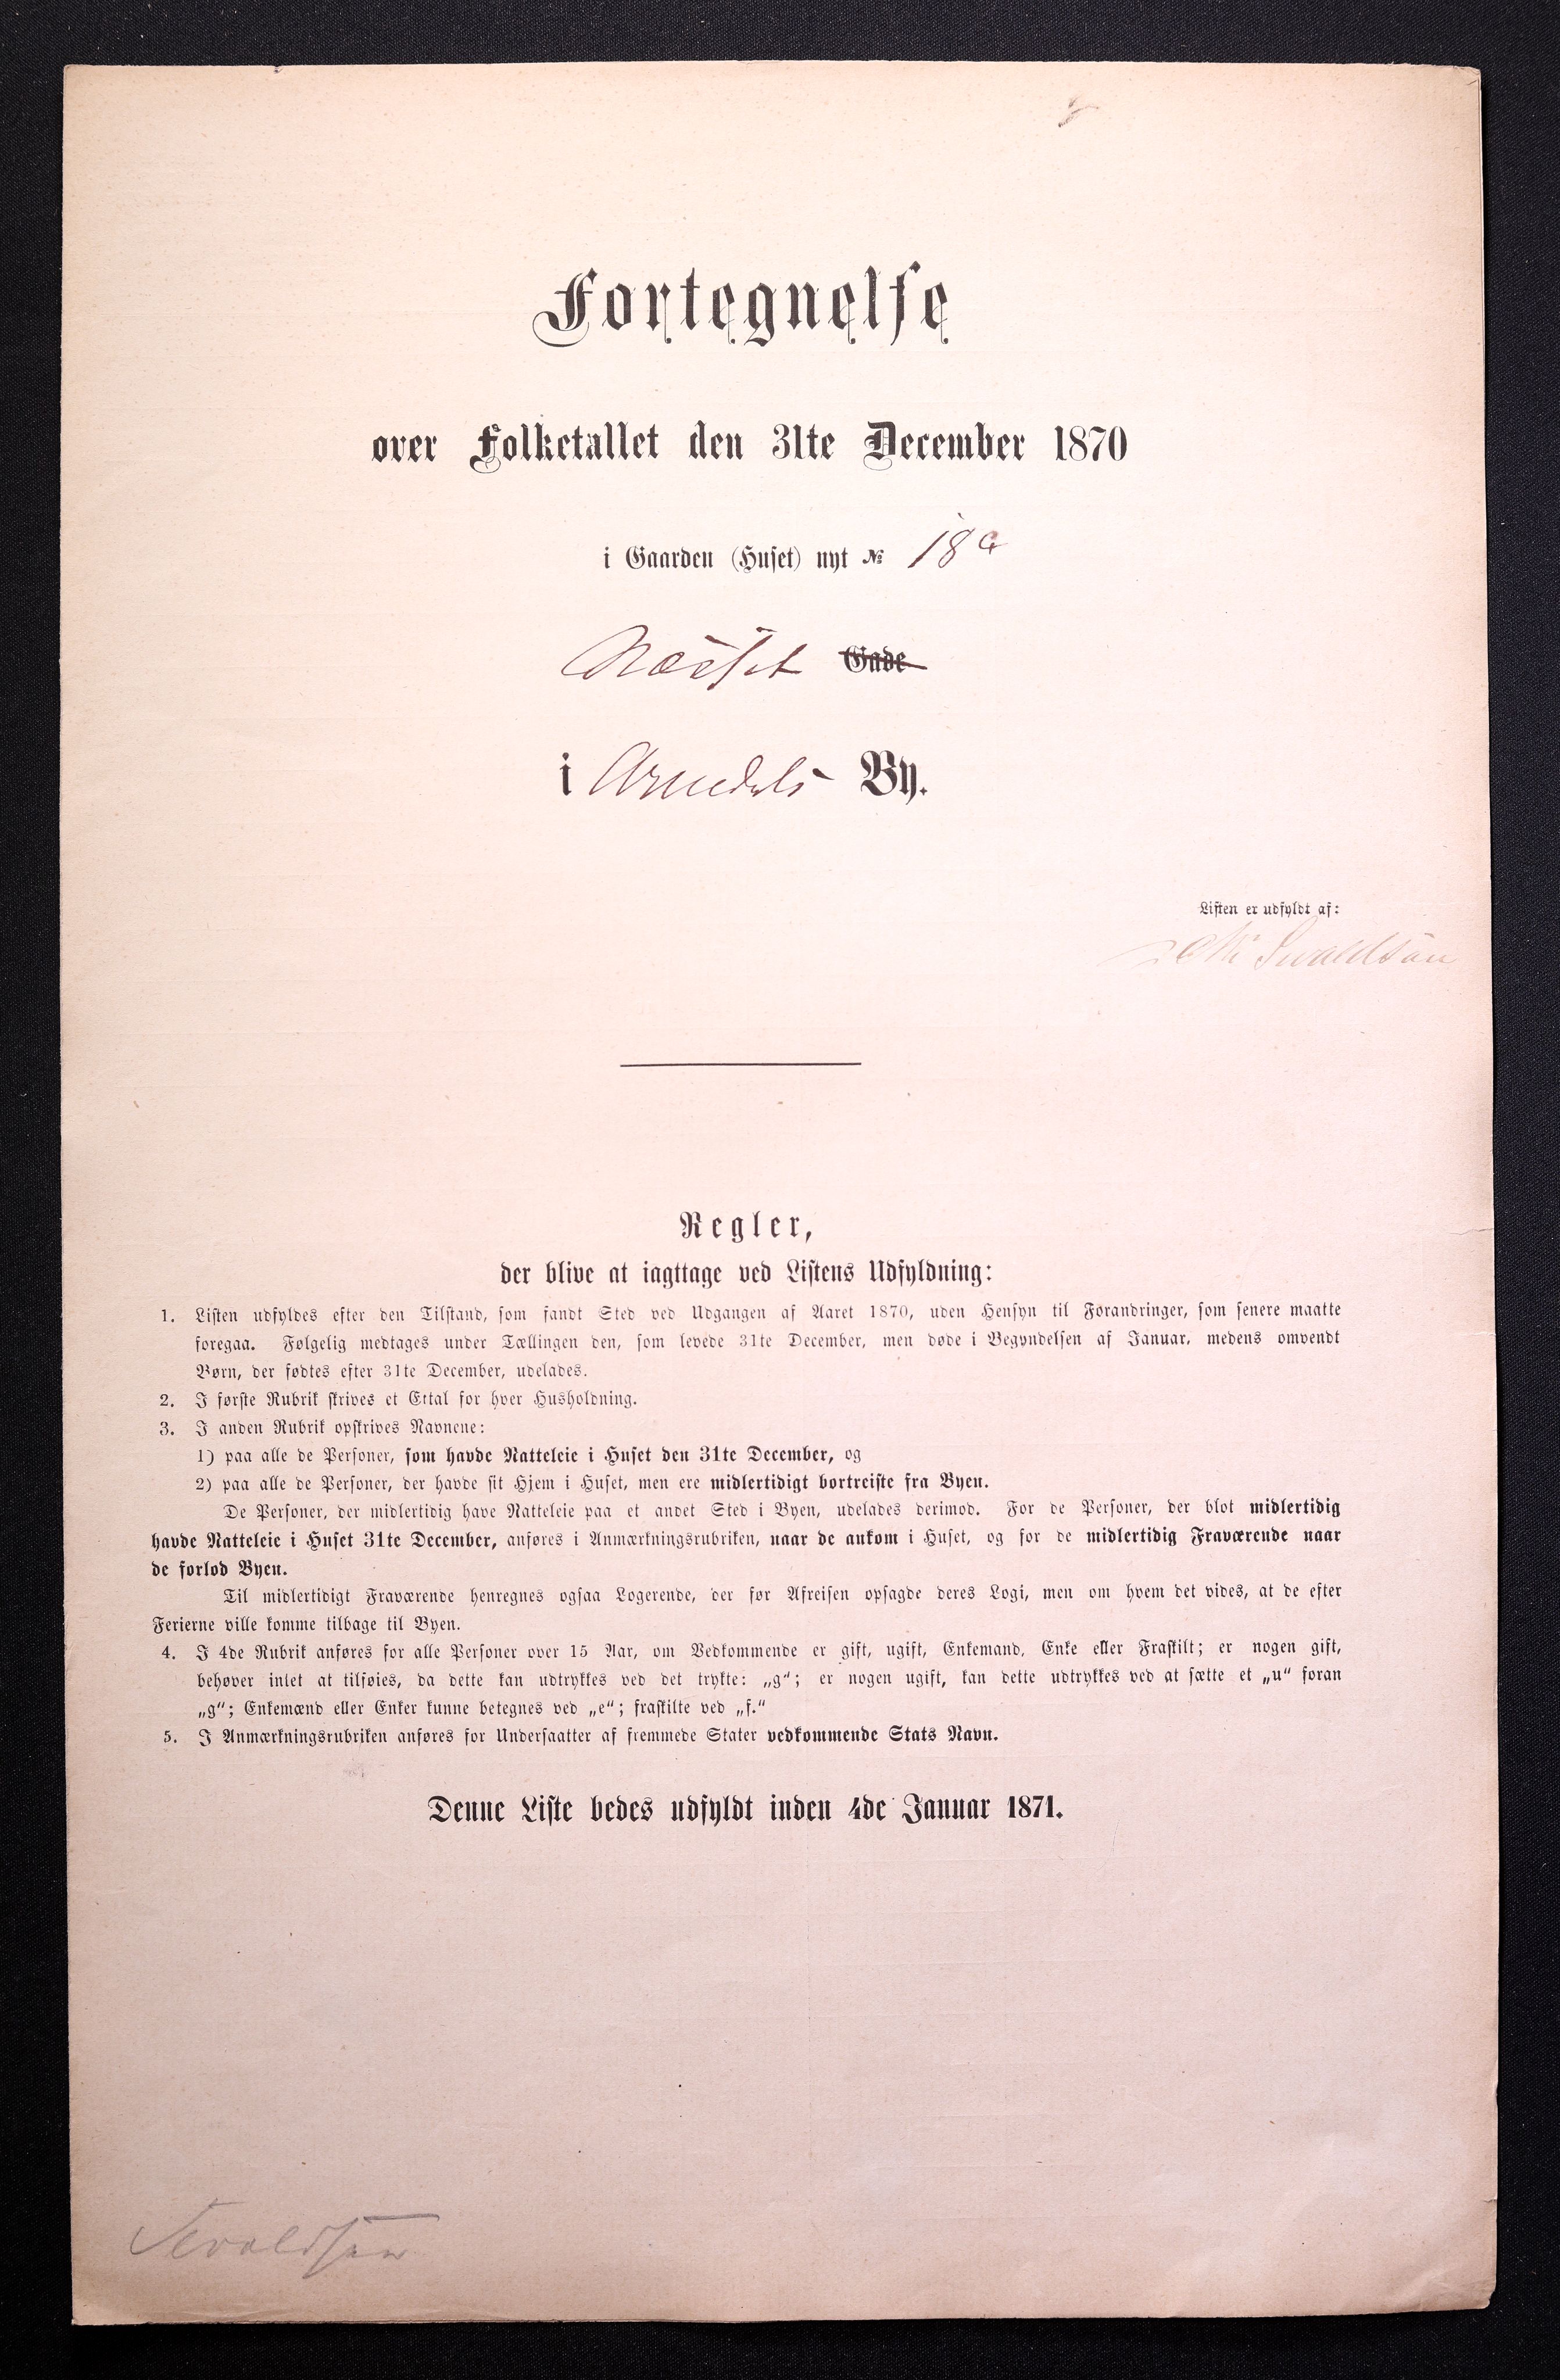 Fortegnelse
over Folketallet den 31te December 1870
i Gaarden (Huset) nyt № 18a
Næsset Gade
i Arendals By.
Listen er udfyldt af:
Regler,
der blive at iagttage ved Listens Udfyldning:
1. Listen udfyldes efter den Tilstand, som fandt Sted ved Udgangen af Aaret 1870, uden Hensyn til Forandringer, som senere maatte
foregaa. Følgelig medtages under Tællingen den, som levede 31te December, men døde i Begyndelsen af Januar, medens omvendt
Børn, der fødtes efter 31te December, udelades.
2. I første Rubrik skrives et Ettal for hver Husholdning.
3. I anden Rubrik opskrives Navnene:
1) paa alle de Personer, som havde Natteleie i Huset den 31te December, og
2) paa alle de Personer, der havde sit Hjem i Huset, men ere midlertidigt bortreiste fra Byen.
De Personer, der midlertidig have Natteleie paa et andet Sted i Byen, udelades derimod. For de Personer, der blot midlertidig
havde Natteleie i Huset 31te December, anføres i Anmærkningsrubriken, naar de ankom i Huset, og for de midlertidig Fraværende naar
de forlod Byen.
Til midlertidigt Fraværende henregnes ogsaa Logerende, der før Afreisen opsagde deres Logi, men om hvem det vides, at de efter
Ferierne ville komme tilbage til Byen.
4. I 4de Rubrik anføres for alle Personer over 15 Aar, om Vedkommende er gift, ugift, Enkemand, Enke eller Fraskilt; er nogen gift,
behøver intet at tilføies, da dette kan udtrykkes ved det trykte: „g“; er nogen ugift, kan dette udtrykkes ved at sætte et „u“ foran
„g“; Enkemænd eller Enker kunne betegnes ved „e“; fraskilte ved „f.“
5. I Anmærkningsrubriken anføres for Undersaatter af fremmede Stater vedkommende Stats Navn.
Denne Liste bedes udfyldt inden 4de Januar 1871.